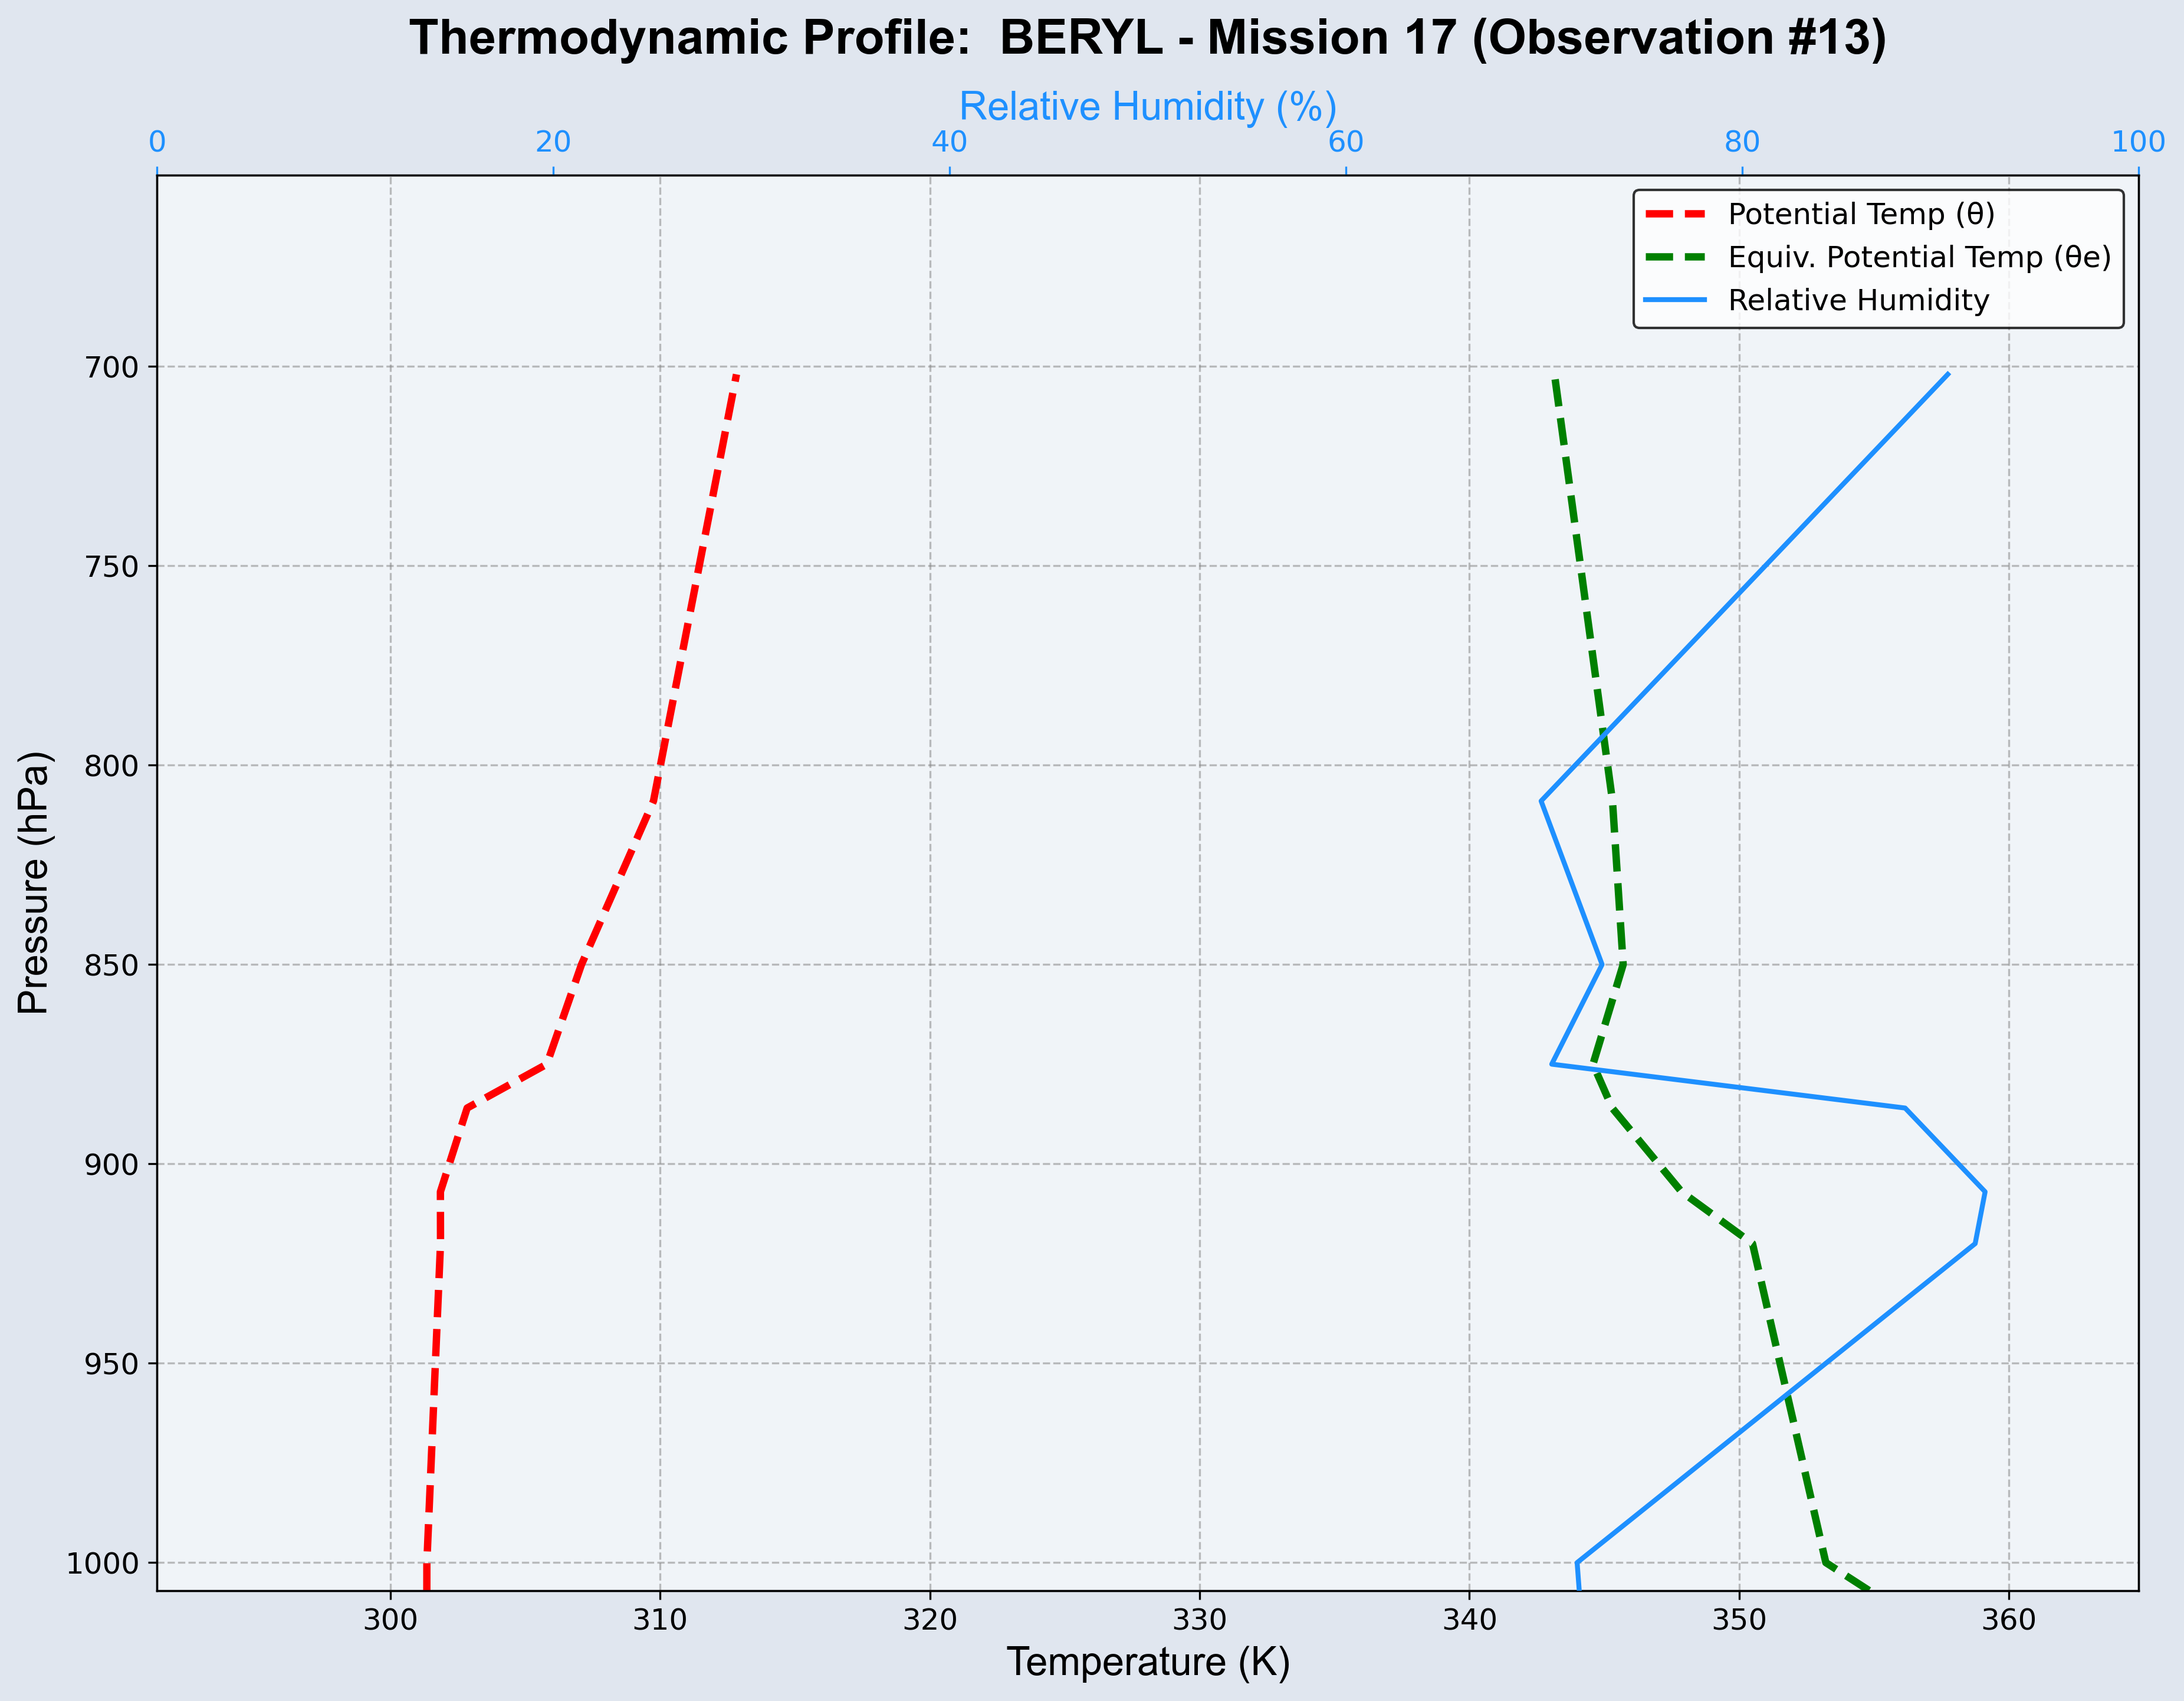 Thermodynamic Profile:  BERYL - Mission 17 (Observation #13)
Relative Humidity (%)
0 20 40 60 80 100
Potential Temp (θ)
Equiv. Potential Temp (θe)
Relative Humidity
Pressure (hPa)
700
750
800
850
900
950
1000
300 310 320 330 340 350 360
Temperature (K)